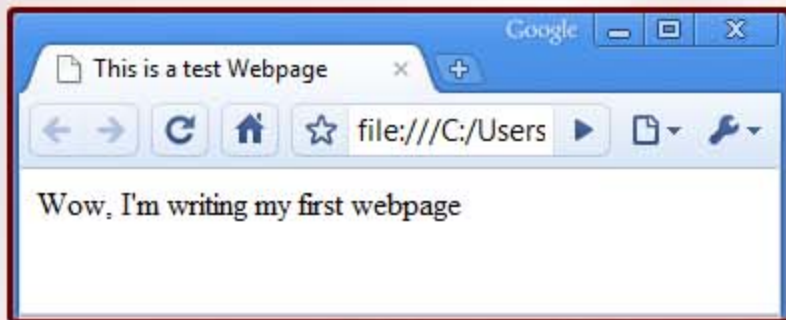 Google
This is a test Webpage
file:///C:/Users
Wow, I'm writing my first webpage